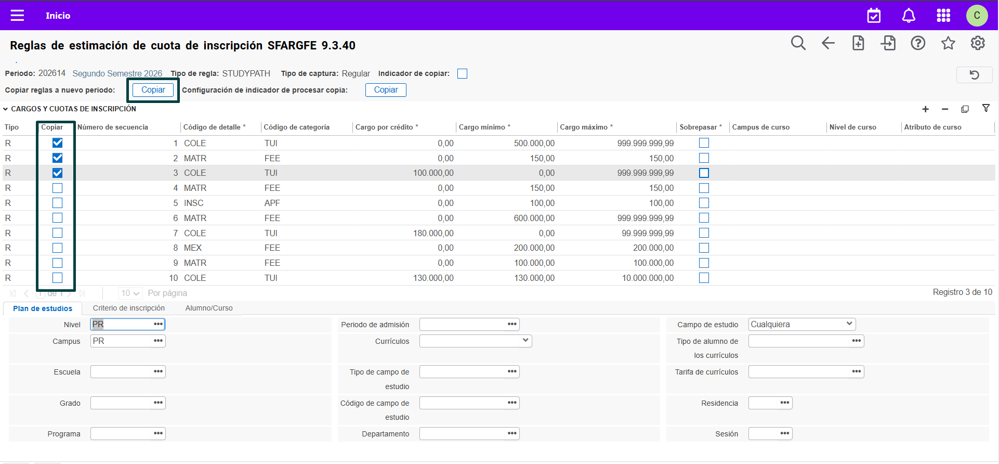 Inicio
C
Reglas de estimación de cuota de inscripción SFARGFE 9.3.40
Periodo: 202614 Segundo Semestre 2026 Tipo de regla: STUDYPATH Tipo de captura: Regular Indicador de copiar:
Copiar reglas a nuevo periodo: Copiar Configuración de indicador de procesar copia: Copiar
CARGOS Y CUOTAS DE INSCRIPCIÓN
Tipo Copiar Número de secuencia Código de detalle * Código de categoría Cargo por crédito * Cargo mínimo * Cargo máximo * Sobrepasar * Campus de curso Nivel de curso Atributo de curso
R 1 COLE TUI 0,00 500.000,00 999.999.999,99
R 2 MATR FEE 0,00 150,00 150,00
R 3 COLE TUI 100.000,00 0,00 999.999.999,99
R 4 MATR FEE 0,00 150,00 150,00
R 5 INSC APF 0,00 100,00 100,00
R 6 MATR FEE 0,00 600.000,00 999.999.999,99
R 7 COLE TUI 180.000,00 0,00 99.999.999,99
R 8 MEX FEE 0,00 200.000,00 200.000,00
R 9 MATR FEE 0,00 100.000,00 100.000,00
R 10 COLE TUI 130.000,00 130.000,00 10.000.000,00
1 de 1 10 Por página Registro 3 de 10
Plan de estudios Criterio de inscripción Alumno/Curso
Nivel PR Periodo de admisión Campo de estudio Cualquiera
Campus PR Currículos Tipo de alumno de
los currículos
Escuela Tipo de campo de Tarifa de currículos
estudio
Grado Código de campo de Residencia
estudio
Programa Departamento Sesión